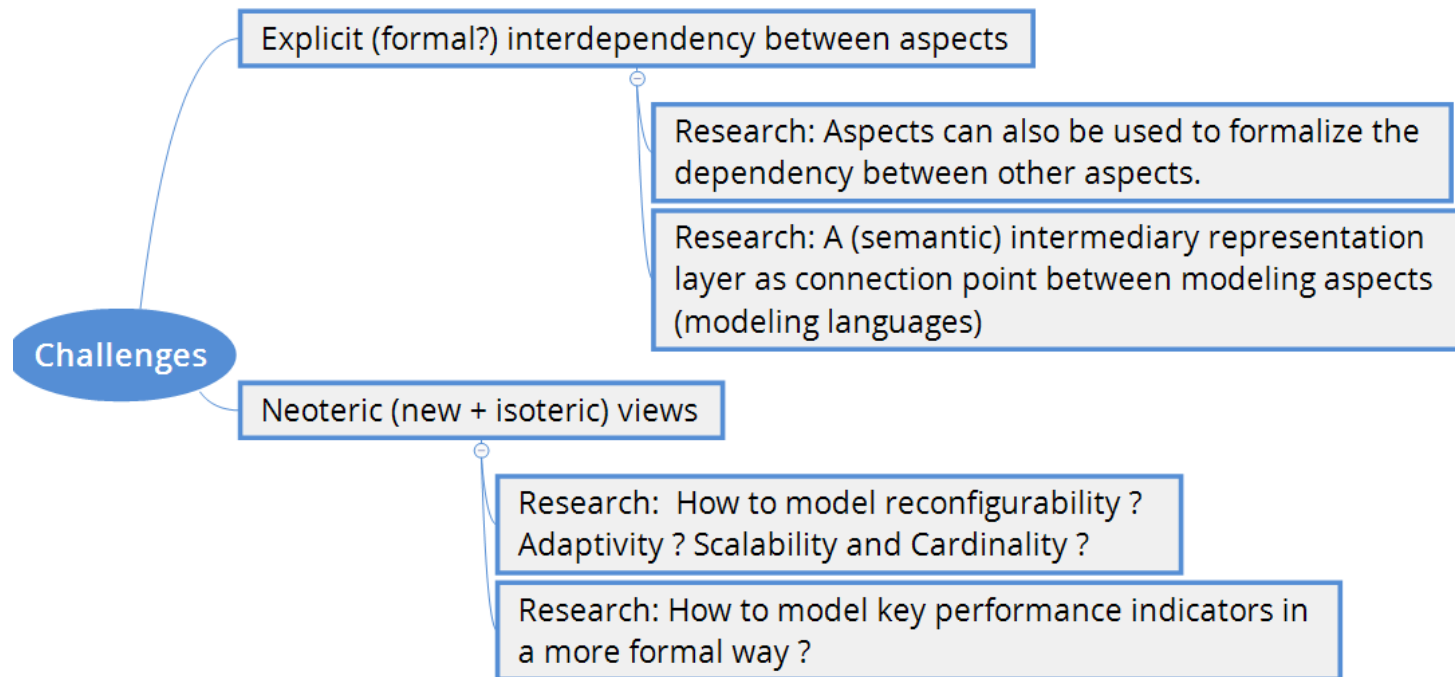 Explicit (formal?) interdependency between aspects
Research: Aspects can also be used to formalize the
dependency between other aspects.
Research: A (semantic) intermediary representation
layer as connection point between modeling aspects
(modeling languages)
Challenges
Neoteric (new + isoteric) views
Research:  How to model reconfigurability ?
Adaptivity ? Scalability and Cardinality ?
Research: How to model key performance indicators in
a more formal way ?